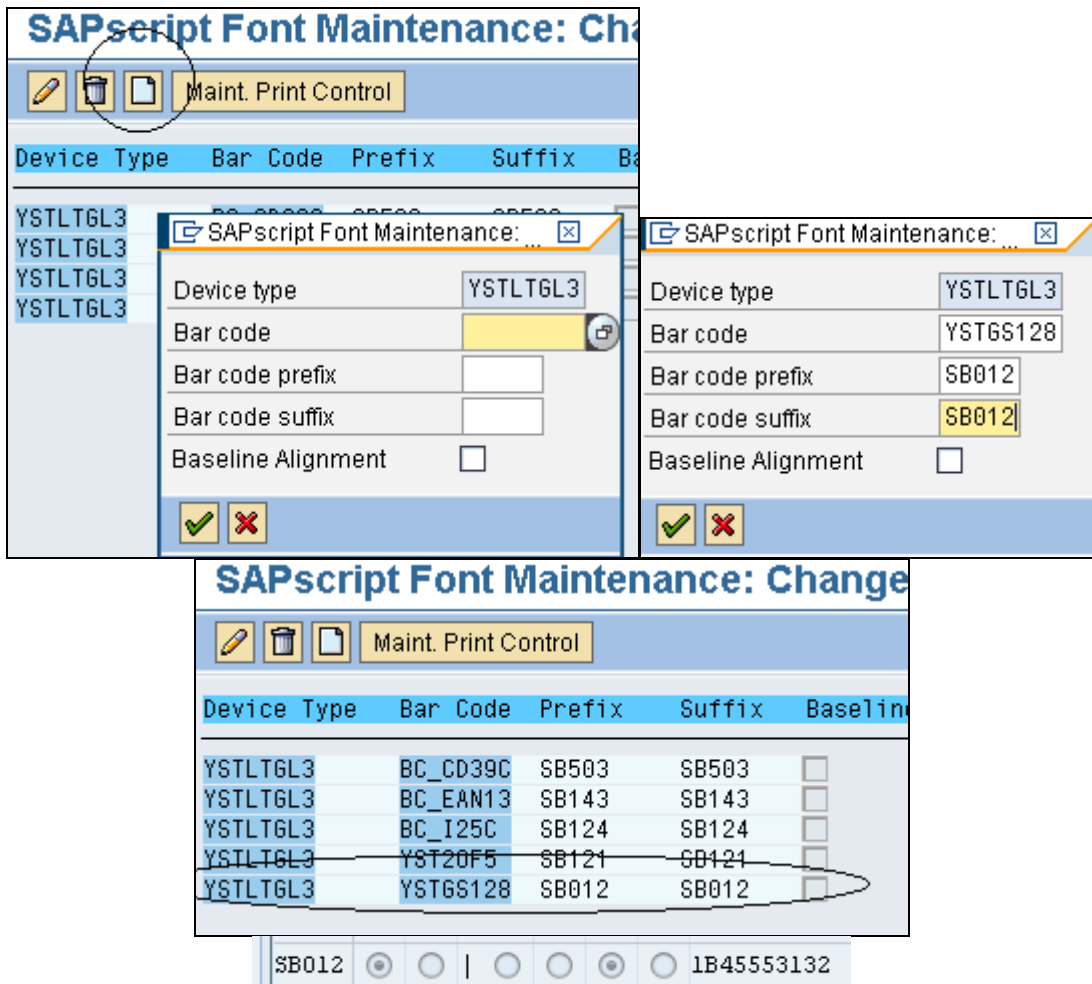 SAPscript Font Maintenance: Cha
Maint. Print Control
Device Type Bar Code Prefix Suffix Ba
YSTLTGL3
YSTLTGL3
YSTLTGL3
YSTLTGL3
SAPscript Font Maintenance: ...
Device type YSTLTGL3
Bar code
Bar code prefix
Bar code suffix
Baseline Alignment
SAPscript Font Maintenance: ...
Device type YSTLTGL3
Bar code YSTGS128
Bar code prefix SB012
Bar code suffix SB012
Baseline Alignment
SAPscript Font Maintenance: Change
Maint. Print Control
Device Type Bar Code Prefix Suffix Baselin
YSTLTGL3 BC_CD39C SB503 SB503
YSTLTGL3 BC_EAN13 SB143 SB143
YSTLTGL3 BC_I25C SB124 SB124
YSTLTGL3 YST2OF5 SB121 SB121
YSTLTGL3 YSTGS128 SB012 SB012
SB012 | 1B45553132